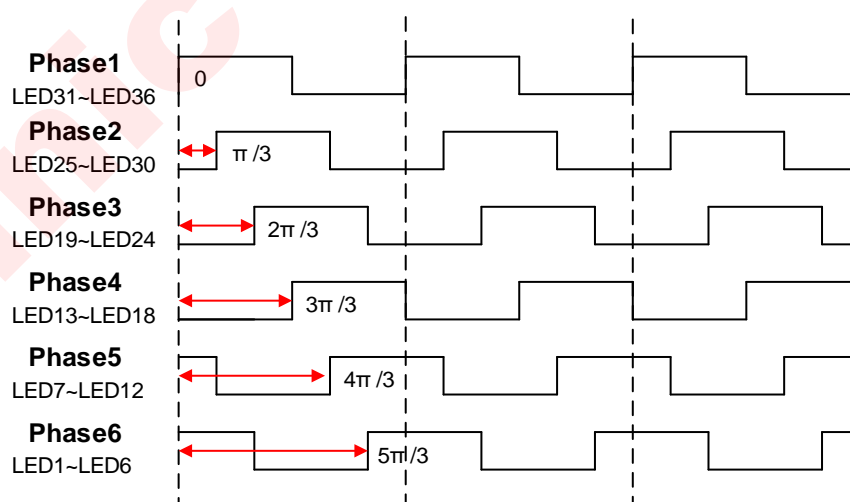 Phase1
LED31~LED36
0
Phase2
LED25~LED30
π /3
Phase3
LED19~LED24
2π /3
Phase4
LED13~LED18
3π /3
Phase5
LED7~LED12
4π /3
Phase6
LED1~LED6
5π /3
nic